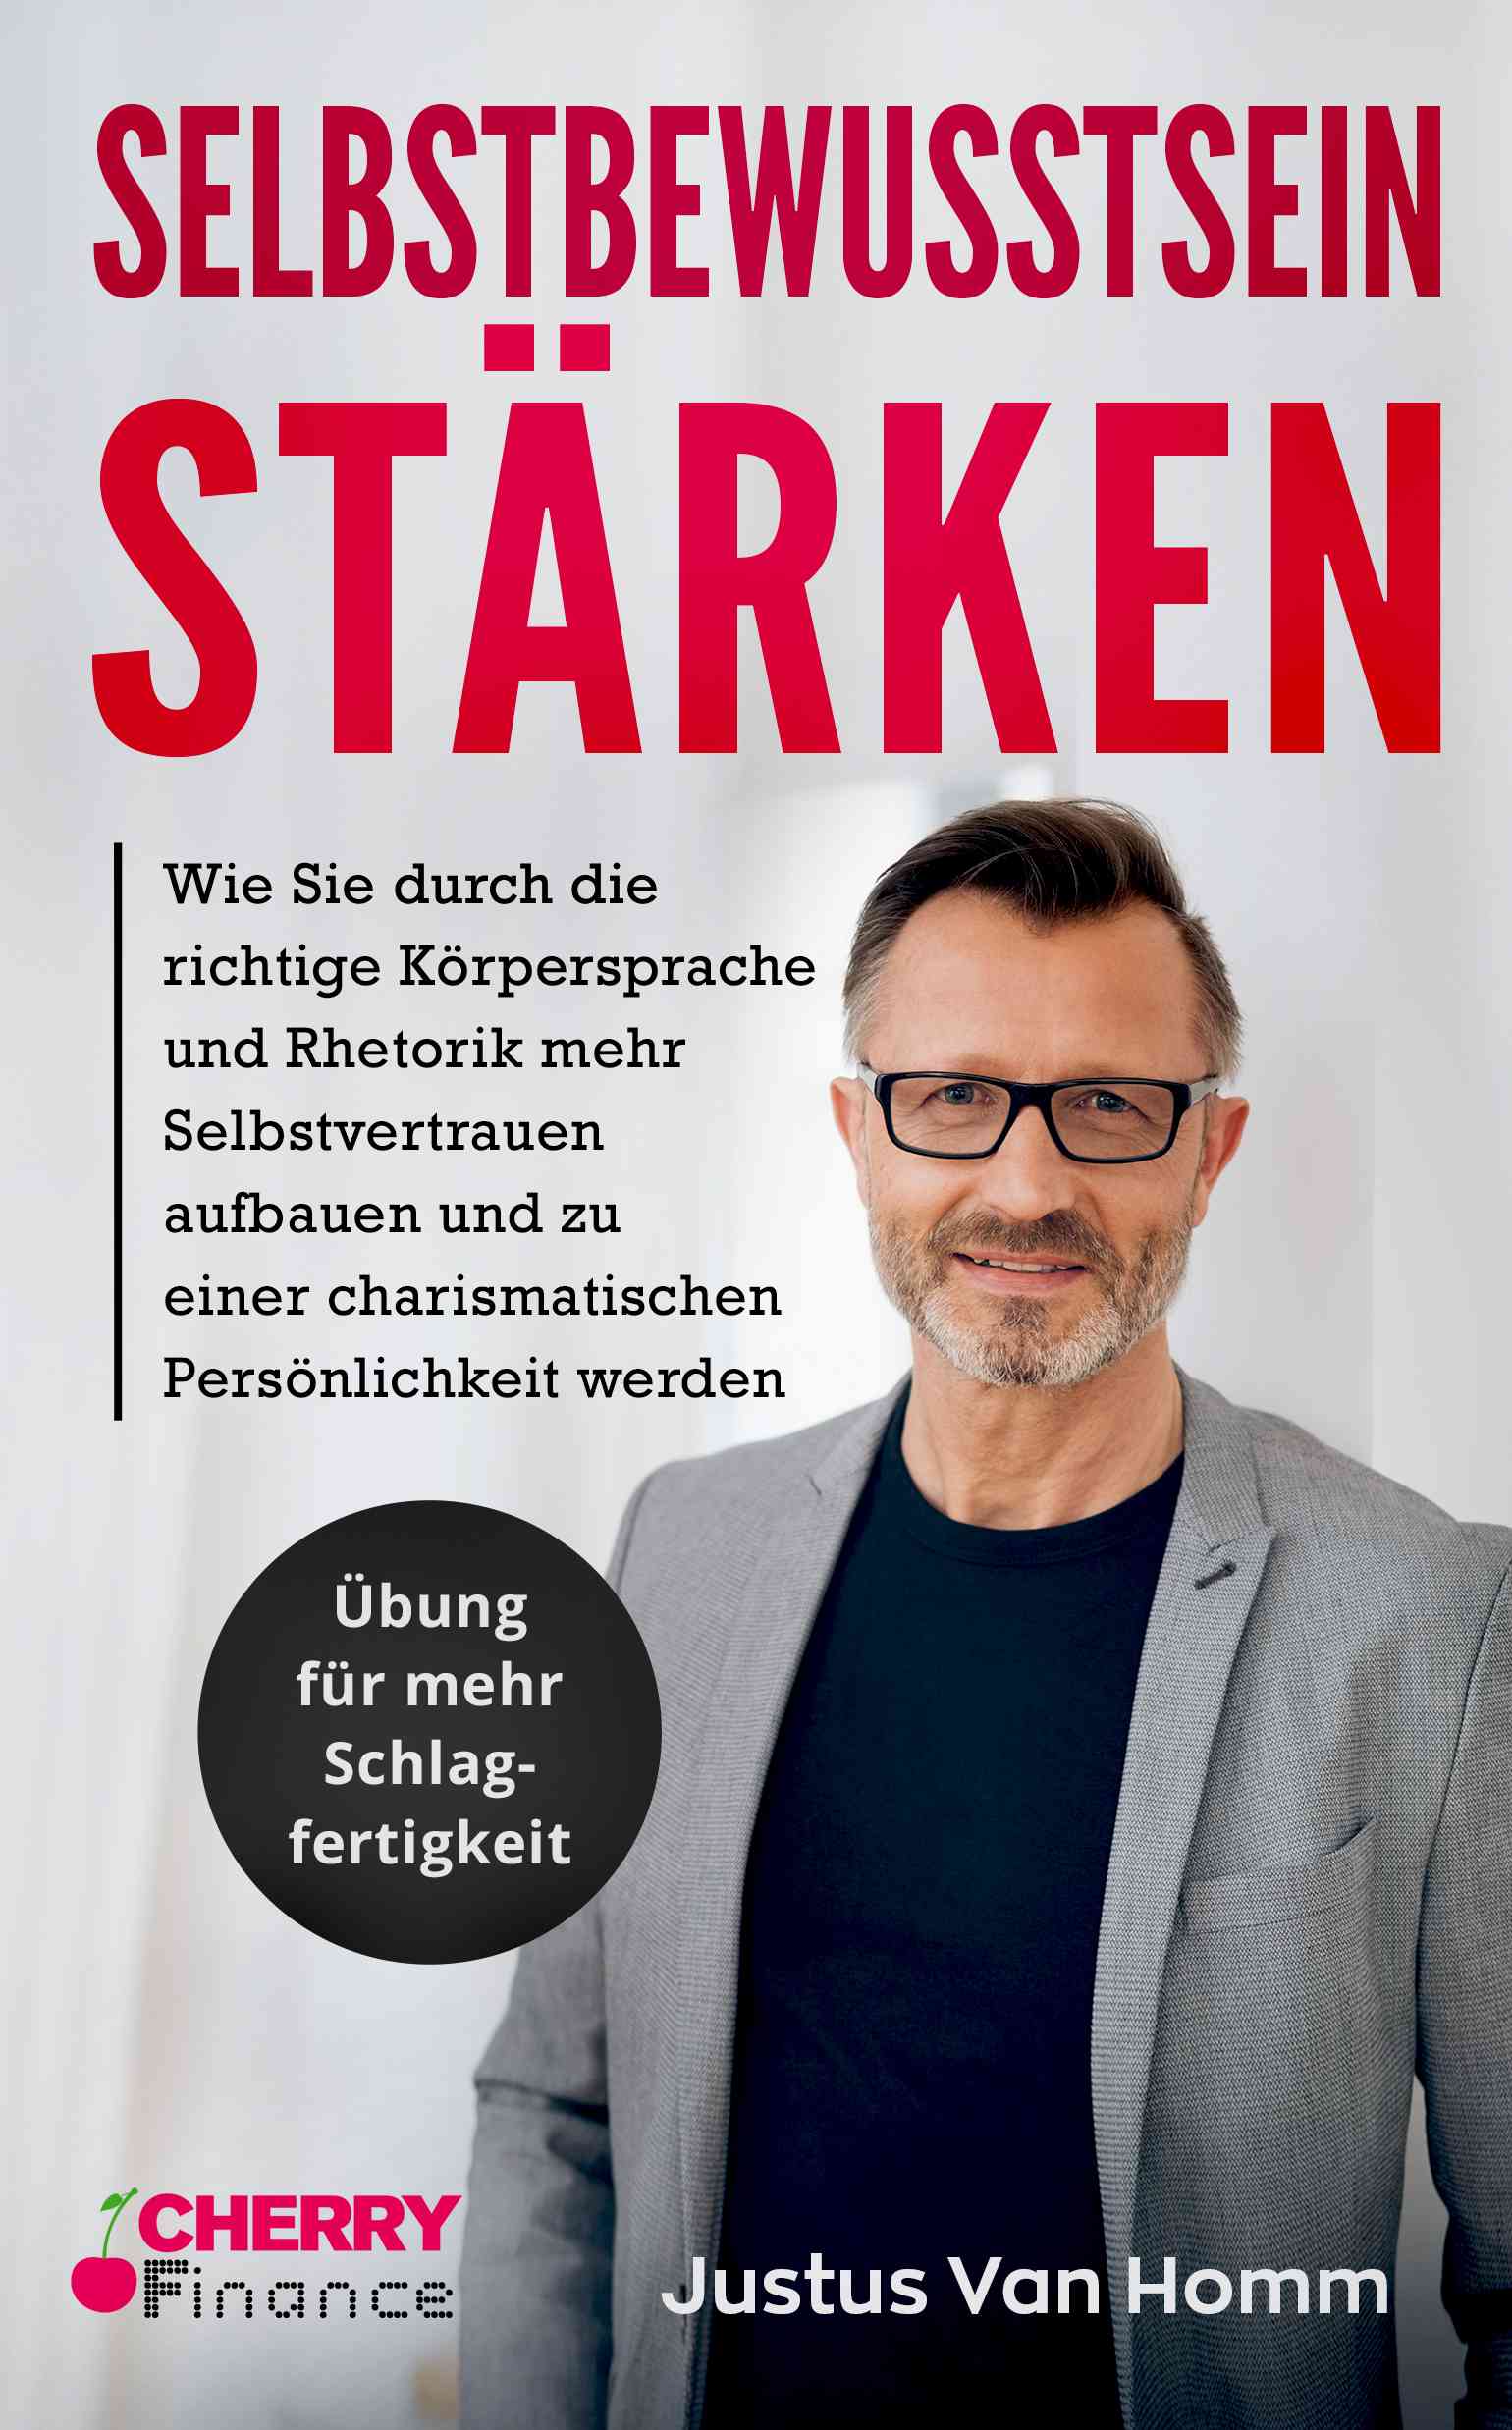 SELBSTBEWUSSTSEIN
STÄRKEN
Wie Sie durch die
richtige Körpersprache
und Rhetorik mehr
Selbstvertrauen
aufbauen und zu
einer charismatischen
Persönlichkeit werden
Übung
für mehr
Schlag-
fertigkeit
CHERRY
Finance
Justus Van Homm